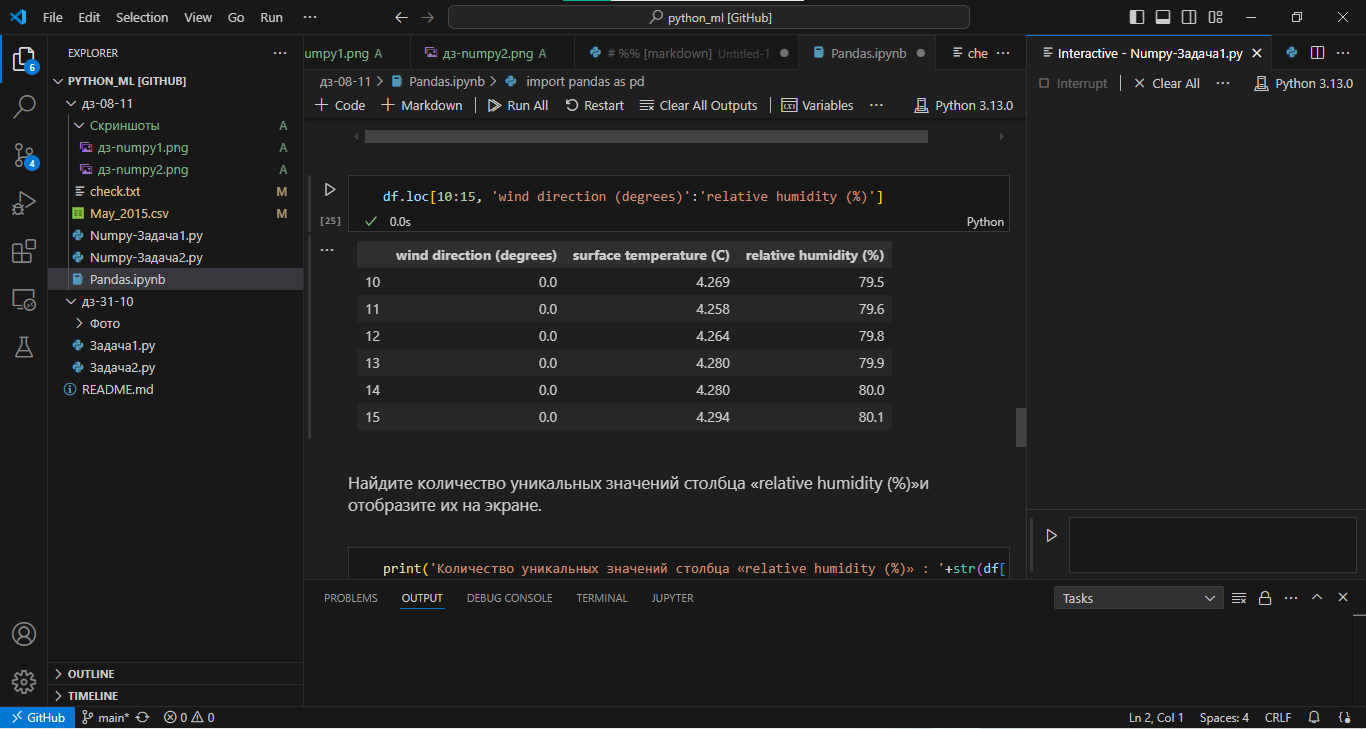 File Edit Selection View Go Run ··· python_ml [GitHub]
EXPLORER ···
PYTHON_ML [GITHUB]
дз-08-11
Скриншоты A
дз-numpy1.png A
дз-numpy2.png A
check.txt M
May_2015.csv M
Numpy-Задача1.py
Numpy-Задача2.py
Pandas.ipynb
дз-31-10
Фото
Задача1.py
Задача2.py
README.md
OUTLINE
TIMELINE
6
4
umpy1.png A дз-numpy2.png A # %% [markdown] Untitled-1 Pandas.ipynb che ···
дз-08-11 > Pandas.ipynb > import pandas as pd
Code Markdown Run All Restart Clear All Outputs Variables ··· Python 3.13.0
df.loc[10:15, 'wind direction (degrees)':'relative humidity (%)']
[25] 0.0s Python
···
wind direction (degrees) surface temperature (C) relative humidity (%)
10 0.0 4.269 79.5
11 0.0 4.258 79.6
12 0.0 4.264 79.8
13 0.0 4.280 79.9
14 0.0 4.280 80.0
15 0.0 4.294 80.1
Найдите количество уникальных значений столбца «relative humidity (%)»и
отобразите их на экране.
print('Количество уникальных значений столбца «relative humidity (%)» : '+str(df[
Interactive - Numpy-Задача1.py ···
Interrupt Clear All ··· Python 3.13.0
PROBLEMS OUTPUT DEBUG CONSOLE TERMINAL JUPYTER Tasks ···
GitHub main* 0 0 Ln 2, Col 1 Spaces: 4 CRLF